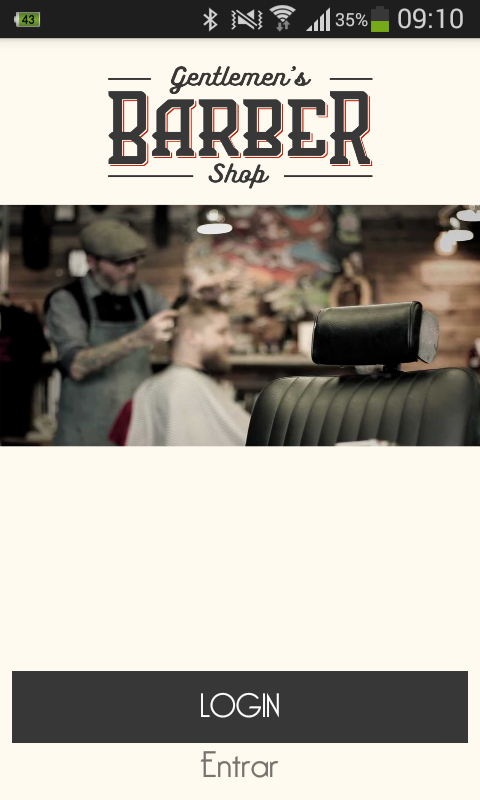 43
35%
09:10
Gentlemen's
BARBER
Shop
LOGIN
Entrar